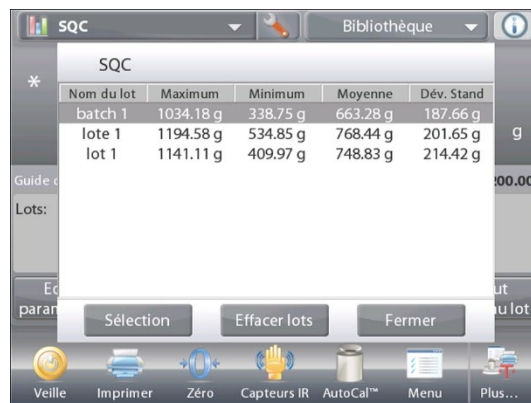 SQC Bibliothèque
SQC
*
Nom du lot Maximum Minimum Moyenne Dév. Stand
batch 1 1034.18 g 338.75 g 663.28 g 187.66 g
lote 1 1194.58 g 534.85 g 768.44 g 201.65 g
g
lot 1 1141.11 g 409.97 g 748.83 g 214.42 g
Guide
Lots:
Sélection Effacer lots Fermer
Veille Imprimer Zéro Capteurs IR AutoCal™ Menu Plus...